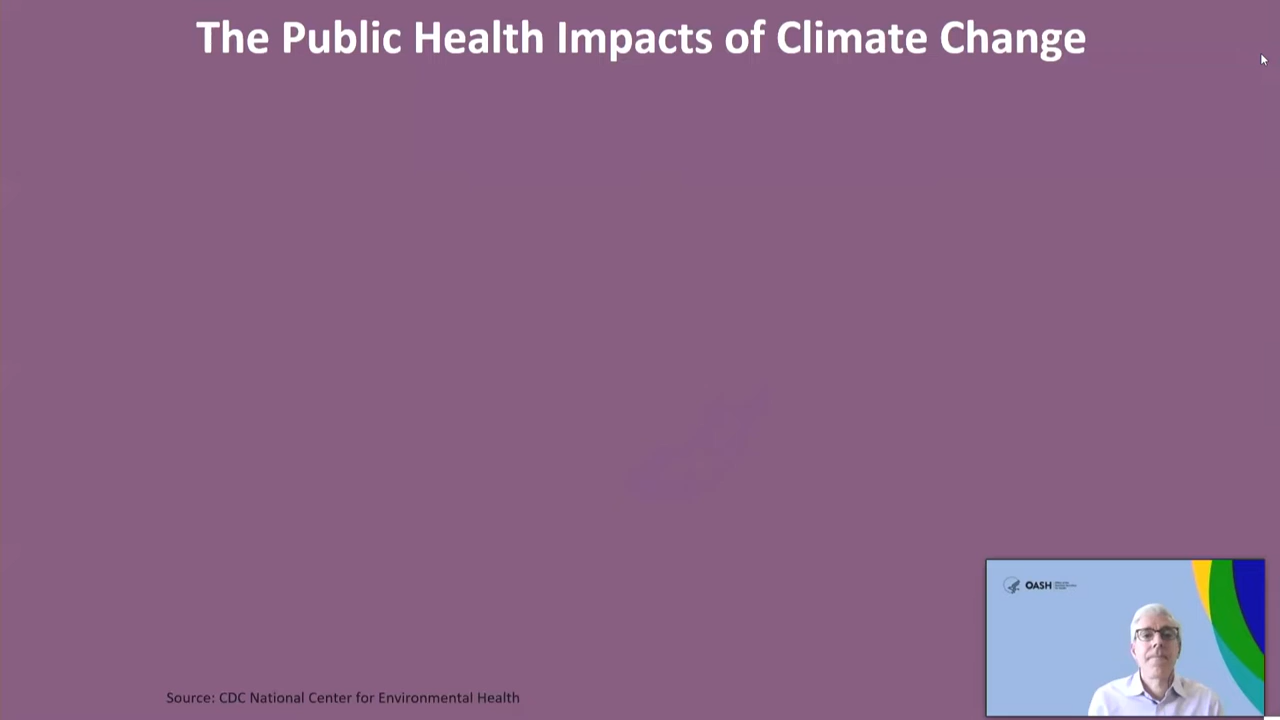 The Public Health Impacts of Climate Change
OASH
Source: CDC National Center for Environmental Health